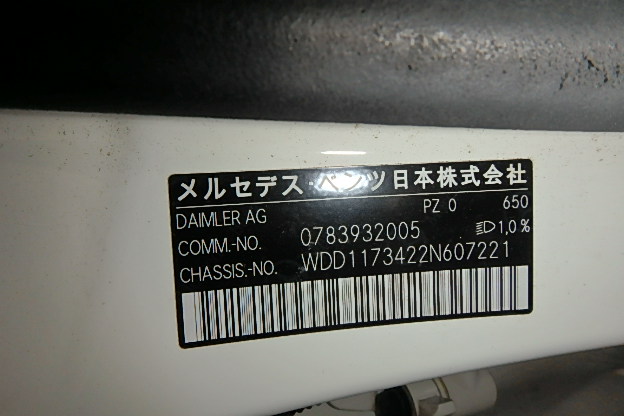 メルセデス・ベンツ日本株式会社
DAIMLER AG PZ 0 650
COMM.-NO. 0783932005 1,0 %
CHASSIS.-NO. WDD1173422N607221